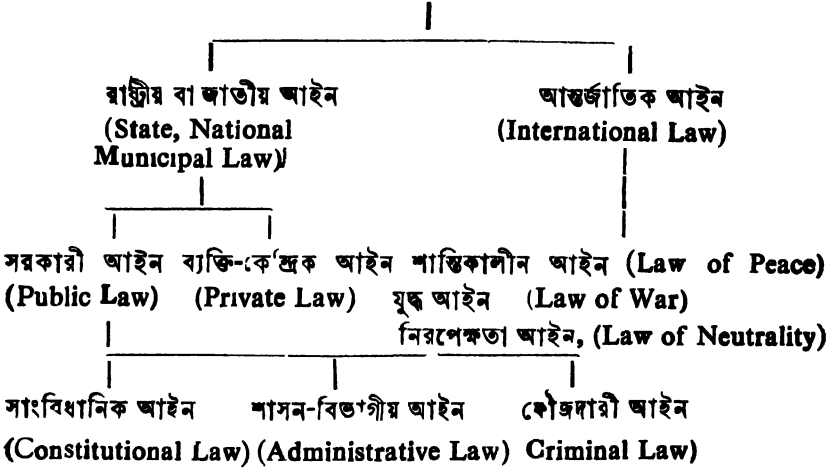 রাষ্ট্রীয় বা জাতীয় আইন আন্তর্জাতিক আইন
(State, National (International Law)
Municipal Law)
সরকারী আইন ব্যক্তি-কেন্দ্রিক আইন শান্তিকালীন আইন (Law of Peace)
(Public Law) (Private Law) যুদ্ধ আইন (Law of War)
নিরপেক্ষতা আইন, (Law of Neutrality)
সাংবিধানিক আইন শাসন-বিভাগীয় আইন ফৌজদারী আইন
(Constitutional Law) (Administrative Law) Criminal Law)